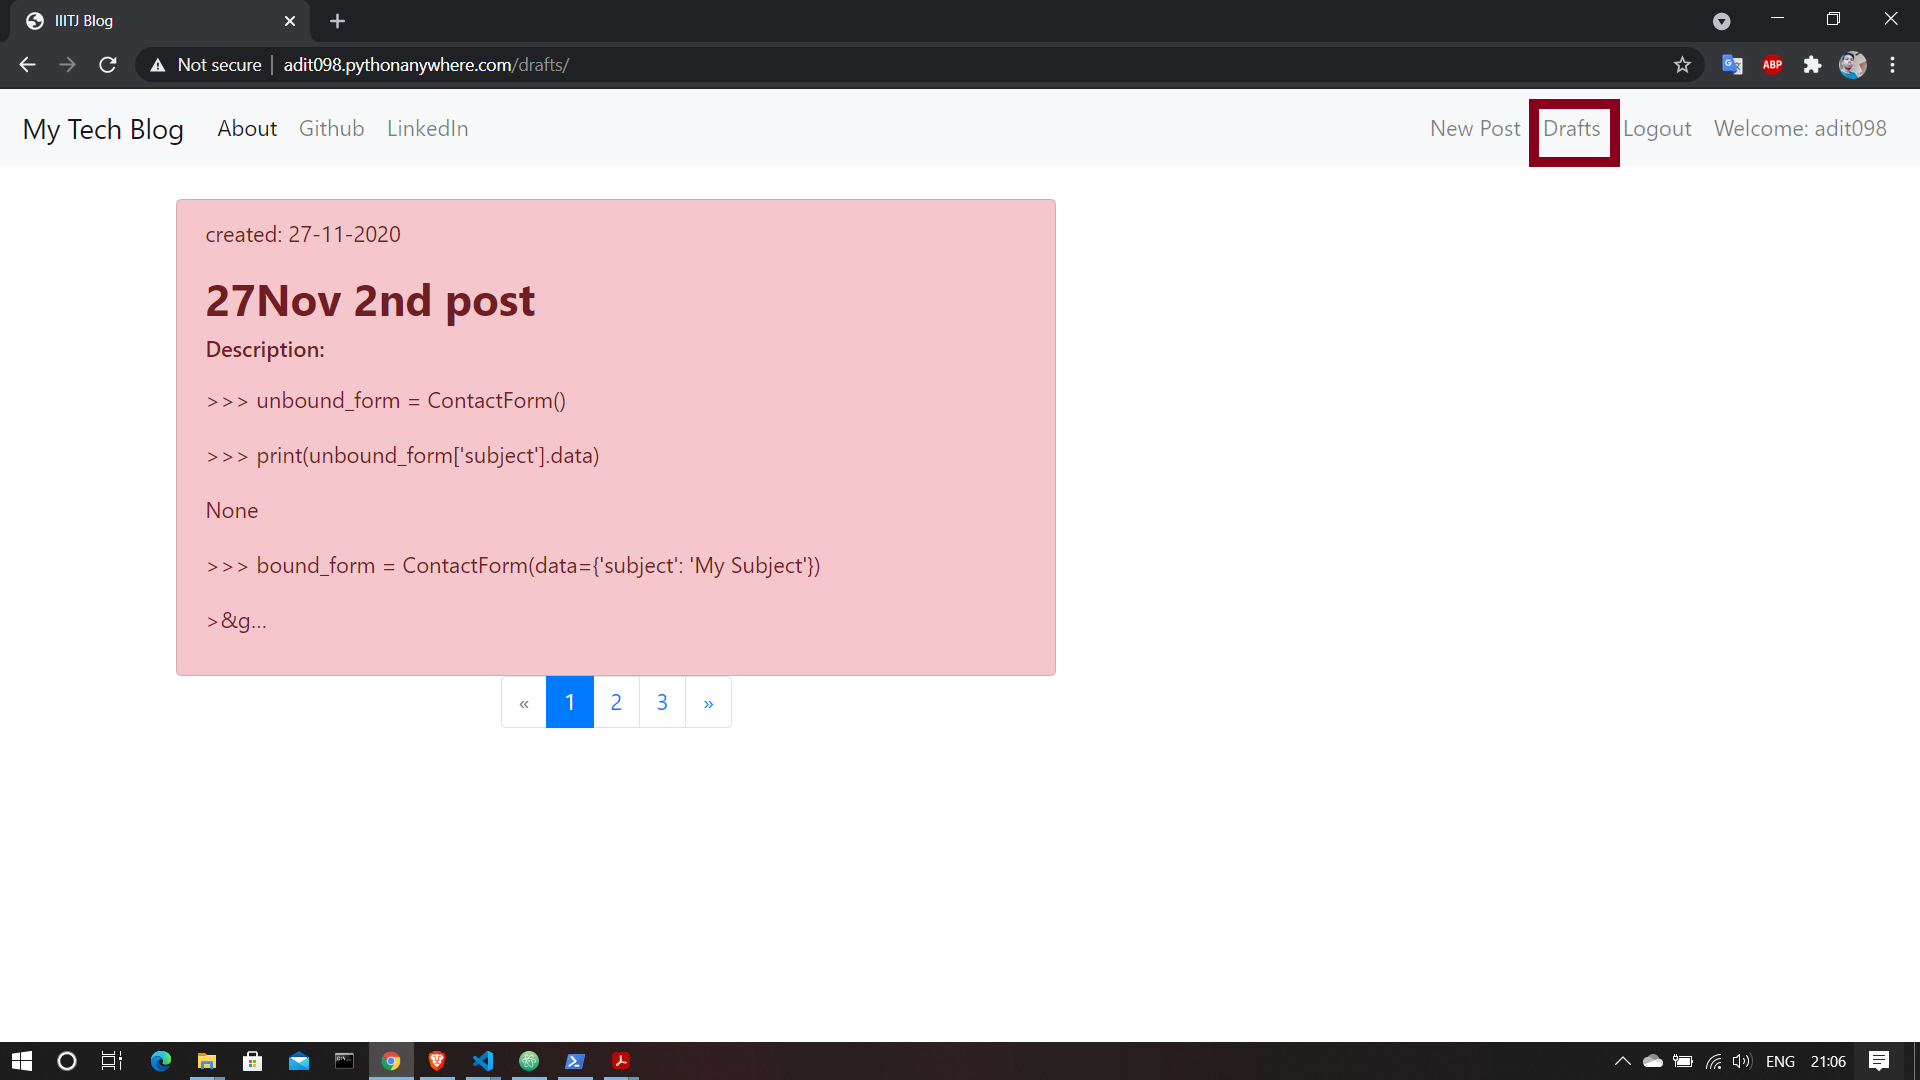 IIITJ Blog
Not secure | adit098.pythonanywhere.com/drafts/
ABP
My Tech Blog About Github LinkedIn New Post Drafts Logout Welcome: adit098
created: 27-11-2020
27Nov 2nd post
Description:
>>> unbound_form = ContactForm()
>>> print(unbound_form['subject'].data)
None
>>> bound_form = ContactForm(data={'subject': 'My Subject'})
>&g...
« 1 2 3 »
ENG 21:06